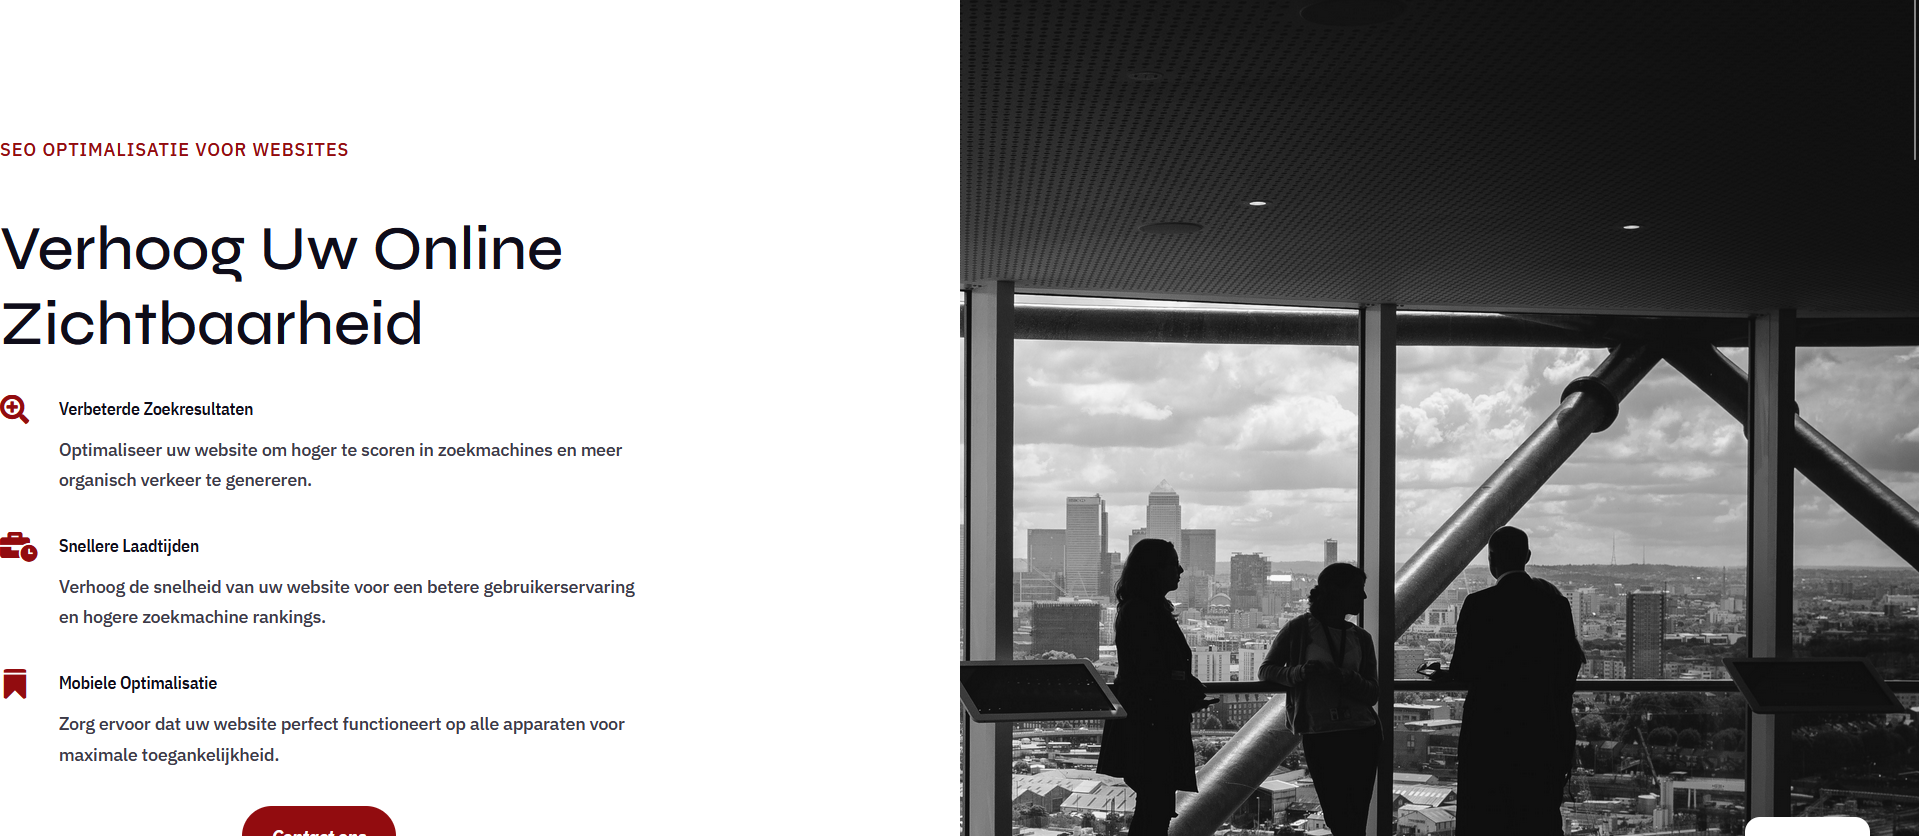 SEO OPTIMALISATIE VOOR WEBSITES
Verhoog Uw Online
Zichtbaarheid
Verbeterde Zoekresultaten
Optimaliseer uw website om hoger te scoren in zoekmachines en meer
organisch verkeer te genereren.
Snellere Laadtijden
Verhoog de snelheid van uw website voor een betere gebruikerservaring
en hogere zoekmachine rankings.
Mobiele Optimalisatie
Zorg ervoor dat uw website perfect functioneert op alle apparaten voor
maximale toegankelijkheid.
Contact ons